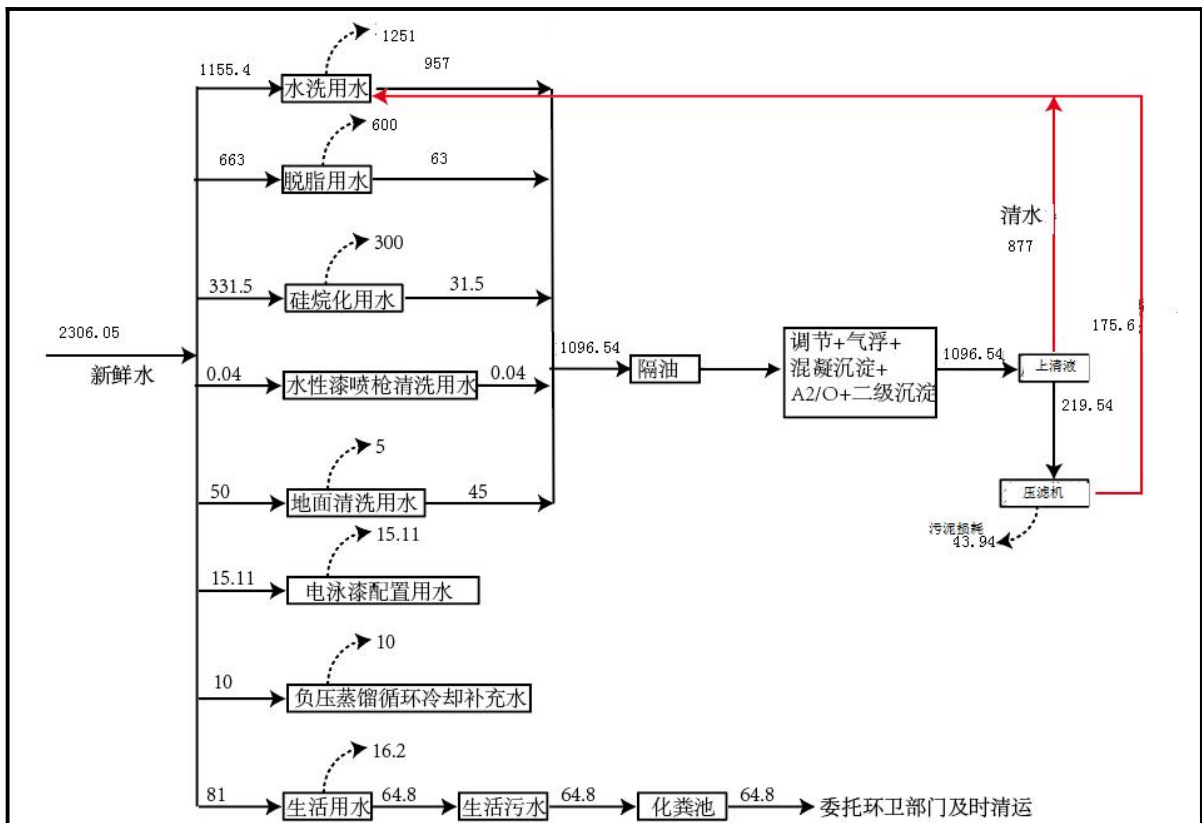 1251
1155.4
957
水洗用水
600
663
63
脱脂用水
清水
877
300
331.5
31.5
硅烷化用水
2306.05
175.6
新鲜水
1096.54
隔油
调节+气浮+
混凝沉淀+
A2/O+二级沉淀
1096.54
上清液
0.04
水性漆喷枪清洗用水
0.04
219.54
5
50
45
地面清洗用水
压滤机
污泥损耗
43.94
15.11
15.11
电泳漆配置用水
10
10
负压蒸馏循环冷却补充水
16.2
81
生活用水
64.8
生活污水
64.8
化粪池
64.8
委托环卫部门及时清运